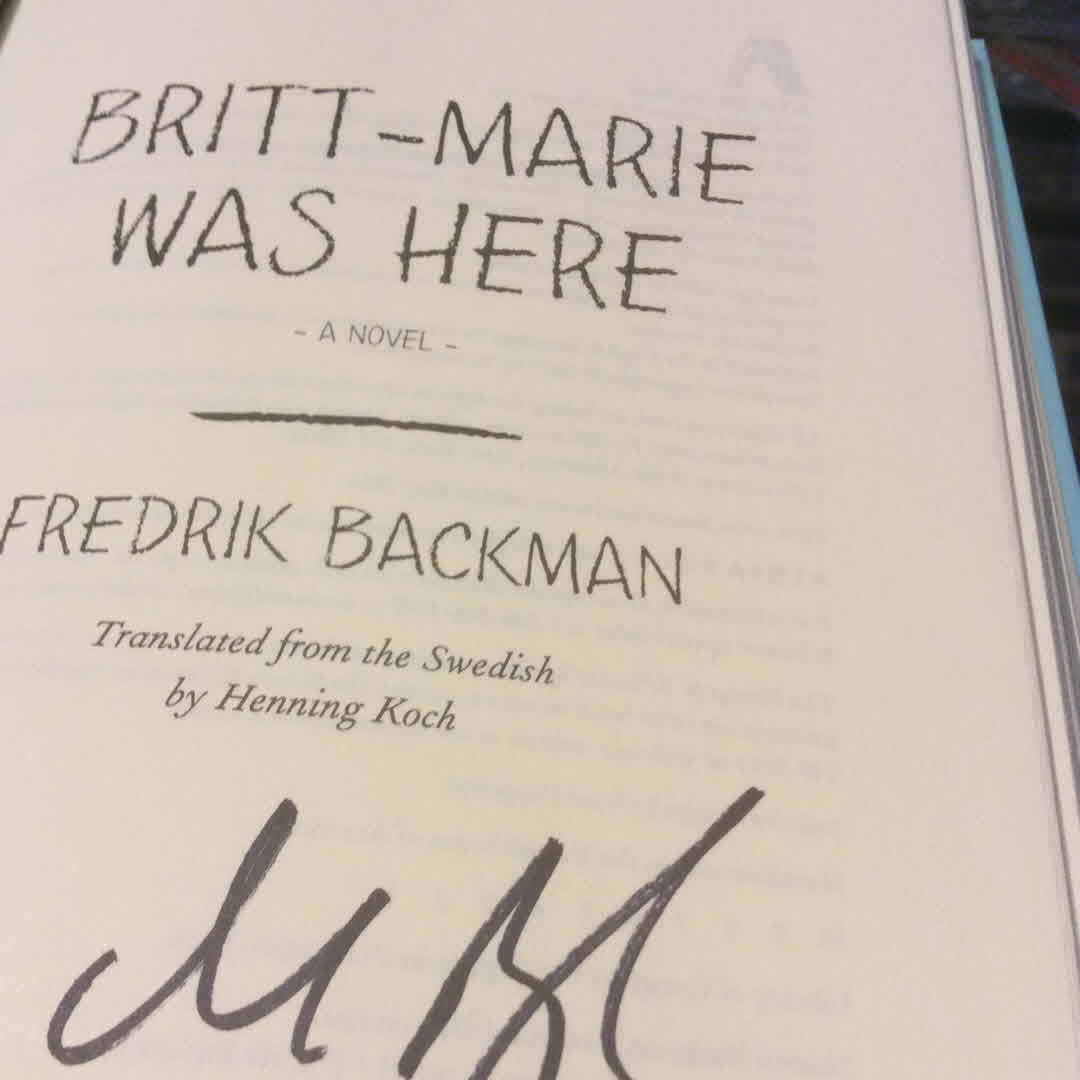 BRITT-MARIE
WAS HERE
- A NOVEL -
FREDRIK BACKMAN
Translated from the Swedish
by Henning Koch